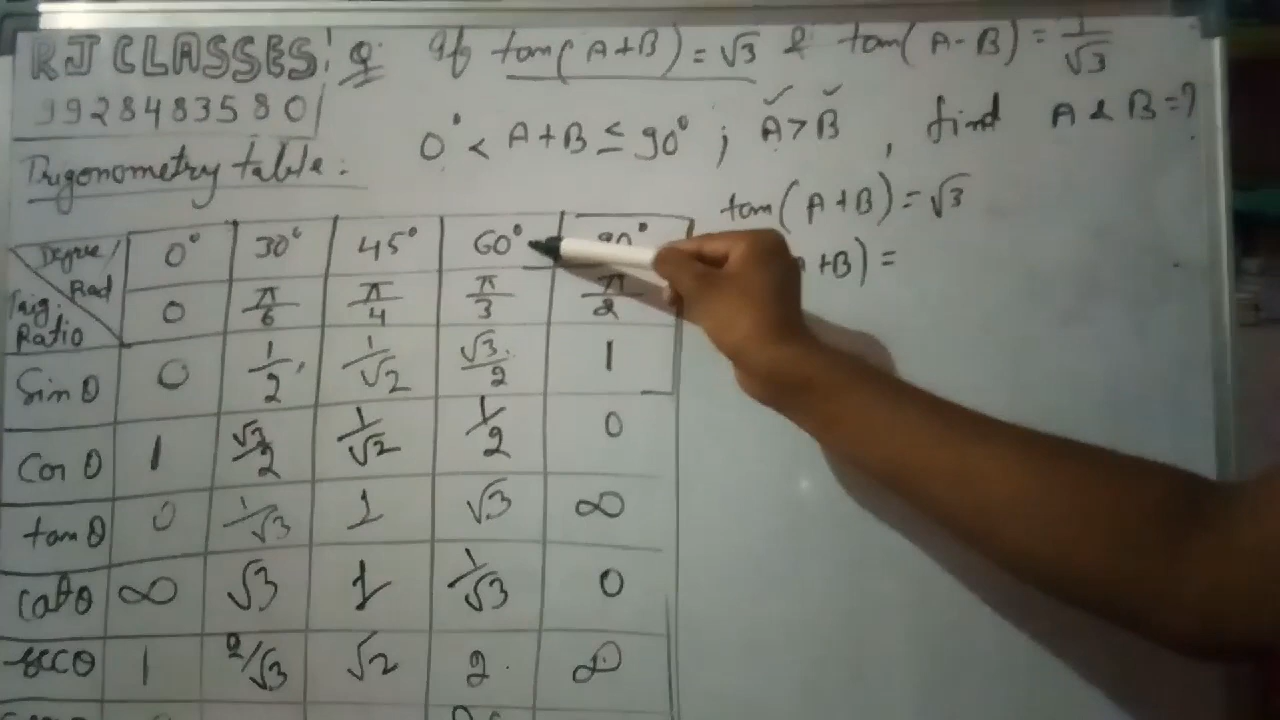 RJ CLASSES! Q. If tan(A+B) = √3 & tan(A-B) = 1/√3
9928483580
0° < A+B ≤ 90° ; A > B , find A & B = ?
Trigonometry table :
tan(A+B) = √3
+B) =
Degree/Rad 0° 30° 45° 60° 90°
Trig. Ratio 0 π/6 π/4 π/3 π/2
Sin θ 0 1/2 1/√2 √3/2 1
Cos θ 1 √3/2 1/√2 1/2 0
tan θ 0 1/√3 1 √3 ∞
Cot θ ∞ √3 1 1/√3 0
sec θ 1 2/√3 √2 2 ∞